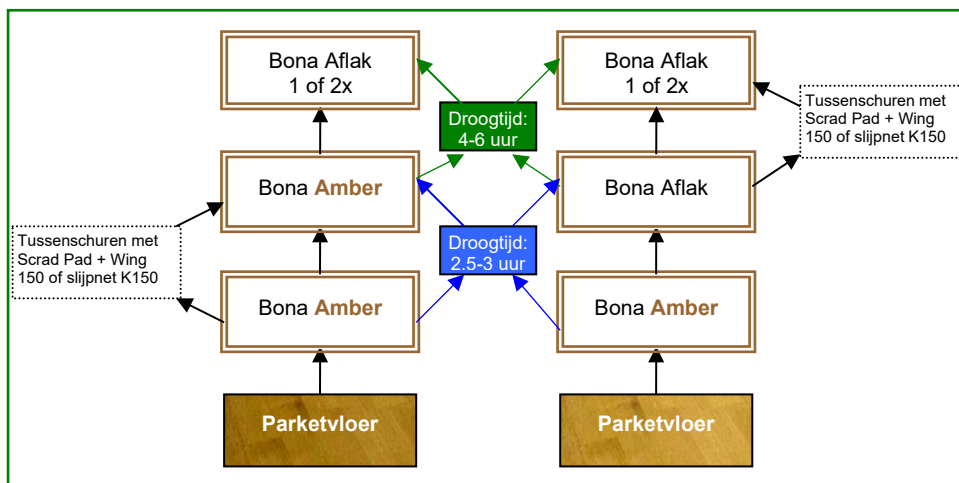 Bona Aflak
1 of 2x
Bona Aflak
1 of 2x
Droogtijd:
4-6 uur
Tussenschuren met
Scrad Pad + Wing
150 of slijpnet K150
Bona Amber
Bona Aflak
Tussenschuren met
Scrad Pad + Wing
150 of slijpnet K150
Droogtijd:
2.5-3 uur
Bona Amber
Bona Amber
Parketvloer
Parketvloer